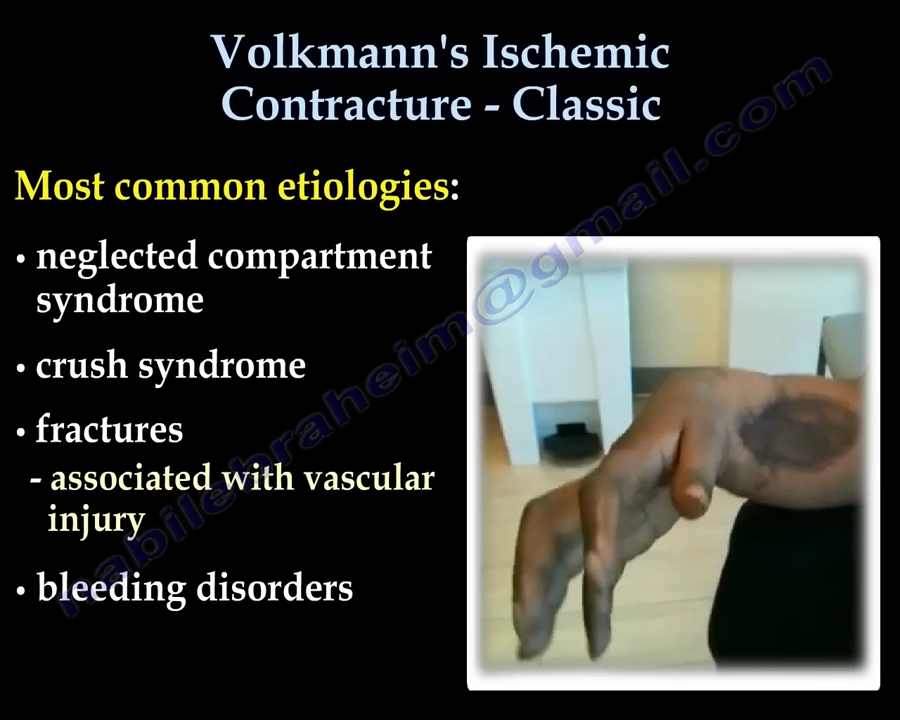 Volkmann's Ischemic
Contracture - Classic
Most common etiologies:
• neglected compartment
syndrome
• crush syndrome
• fractures
- associated with vascular
injury
• bleeding disorders
nabilebraheim@gmail.com